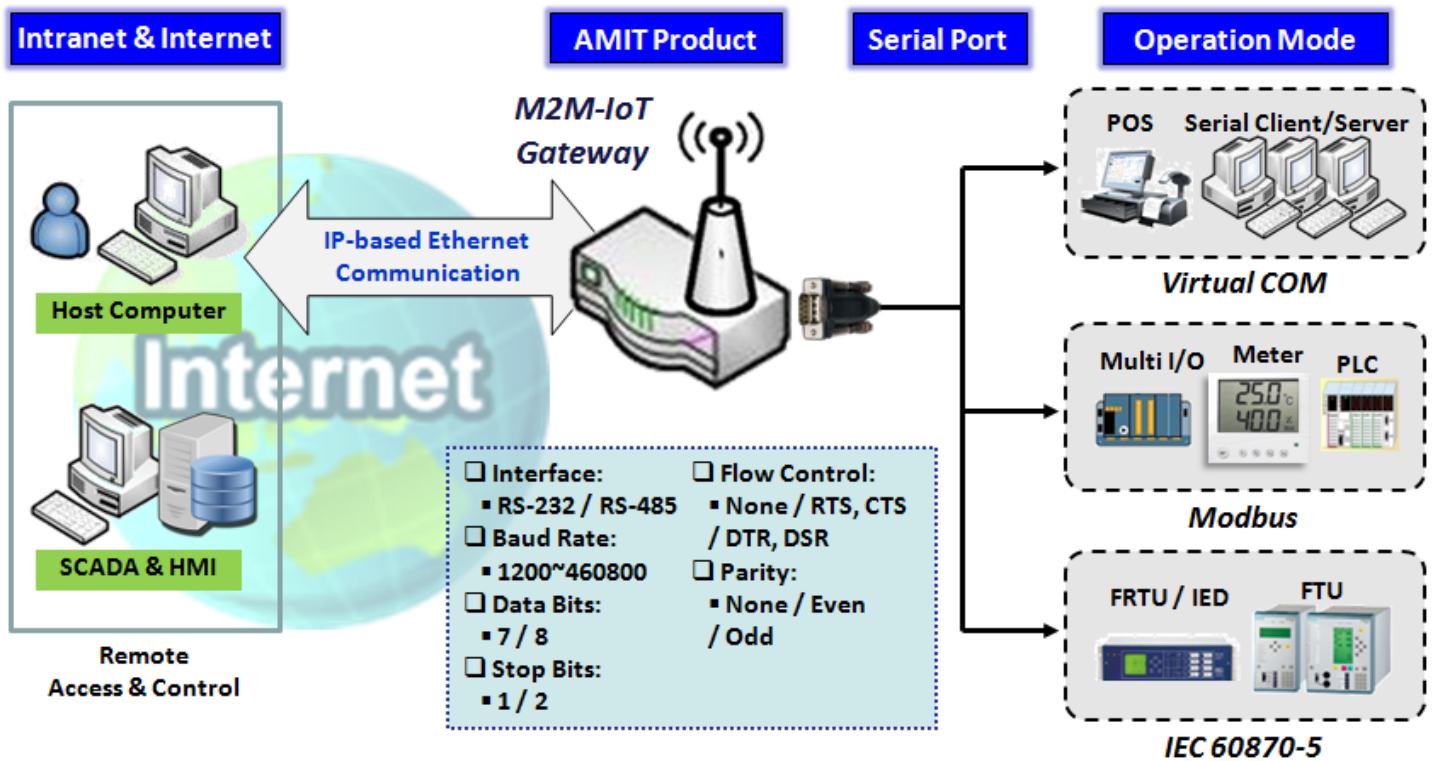 Intranet & Internet
AMIT Product
Serial Port
Operation Mode
M2M-IoT
Gateway
IP-based Ethernet
Communication
Host Computer
Internet
SCADA & HMI
Remote
Access & Control
❑ Interface:
▪ RS-232 / RS-485
❑ Baud Rate:
▪ 1200~460800
❑ Data Bits:
▪ 7 / 8
❑ Stop Bits:
▪ 1 / 2
❑ Flow Control:
▪ None / RTS, CTS
/ DTR, DSR
❑ Parity:
▪ None / Even
/ Odd
POS
Serial Client/Server
Virtual COM
Multi I/O
Meter
PLC
25.0 °C
40.0
Modbus
FRTU / IED
FTU
IEC 60870-5